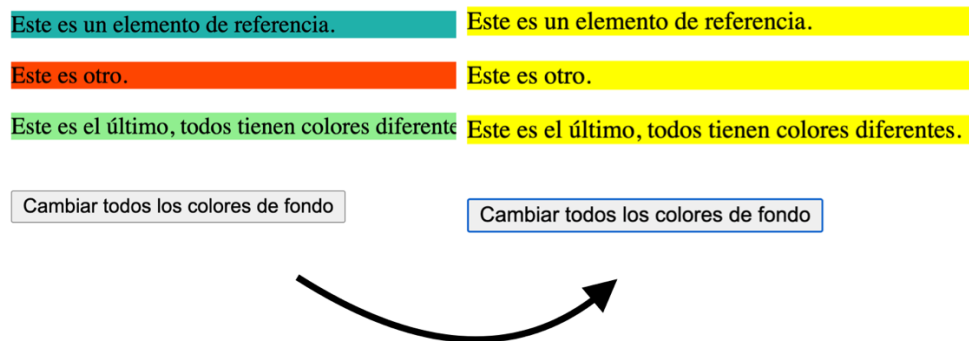 Este es un elemento de referencia.
Este es otro.
Este es el último, todos tienen colores diferente
Cambiar todos los colores de fondo
Este es un elemento de referencia.
Este es otro.
Este es el último, todos tienen colores diferentes.
Cambiar todos los colores de fondo